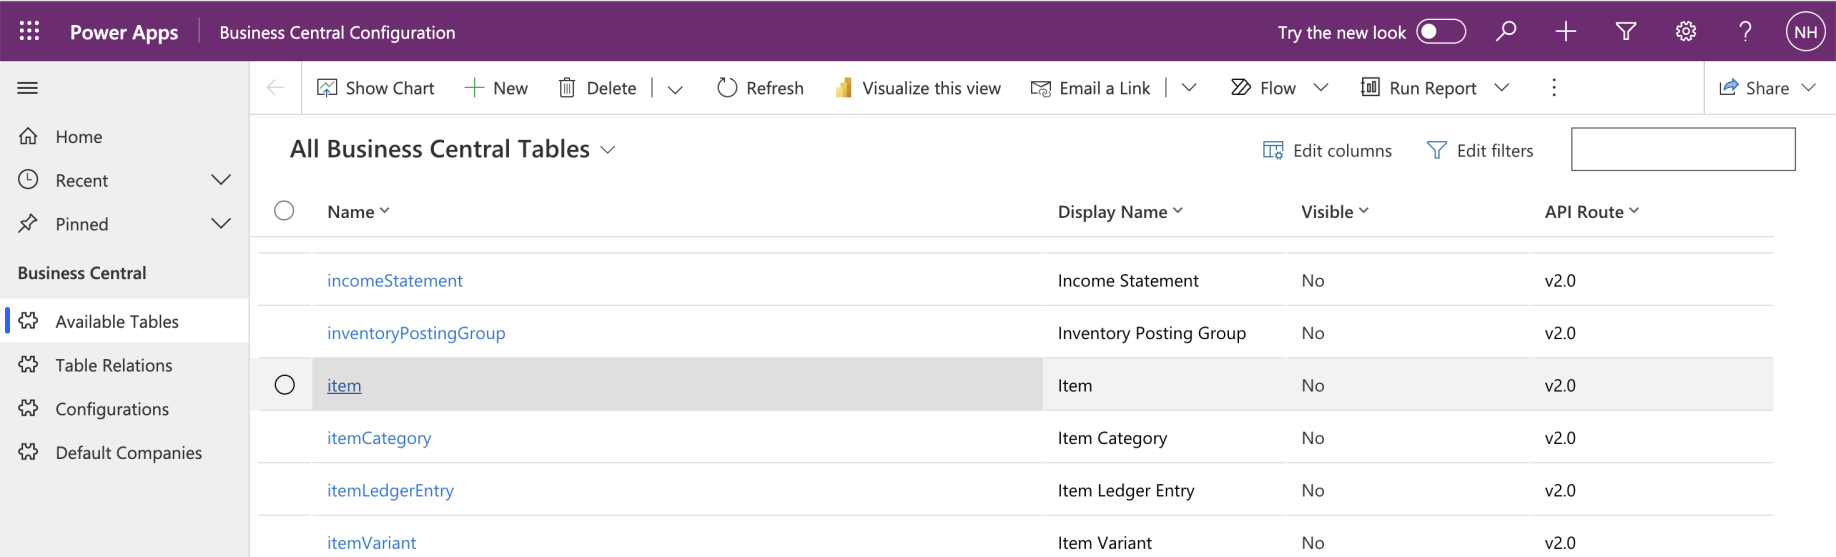 Power Apps Business Central Configuration Try the new look ? NH
Show Chart New Delete Refresh Visualize this view Email a Link Flow Run Report Share
Home
Recent
Pinned
Business Central
Available Tables
Table Relations
Configurations
Default Companies
All Business Central Tables Edit columns Edit filters
Name Display Name Visible API Route
incomeStatement Income Statement No v2.0
inventoryPostingGroup Inventory Posting Group No v2.0
item Item No v2.0
itemCategory Item Category No v2.0
itemLedgerEntry Item Ledger Entry No v2.0
itemVariant Item Variant No v2.0